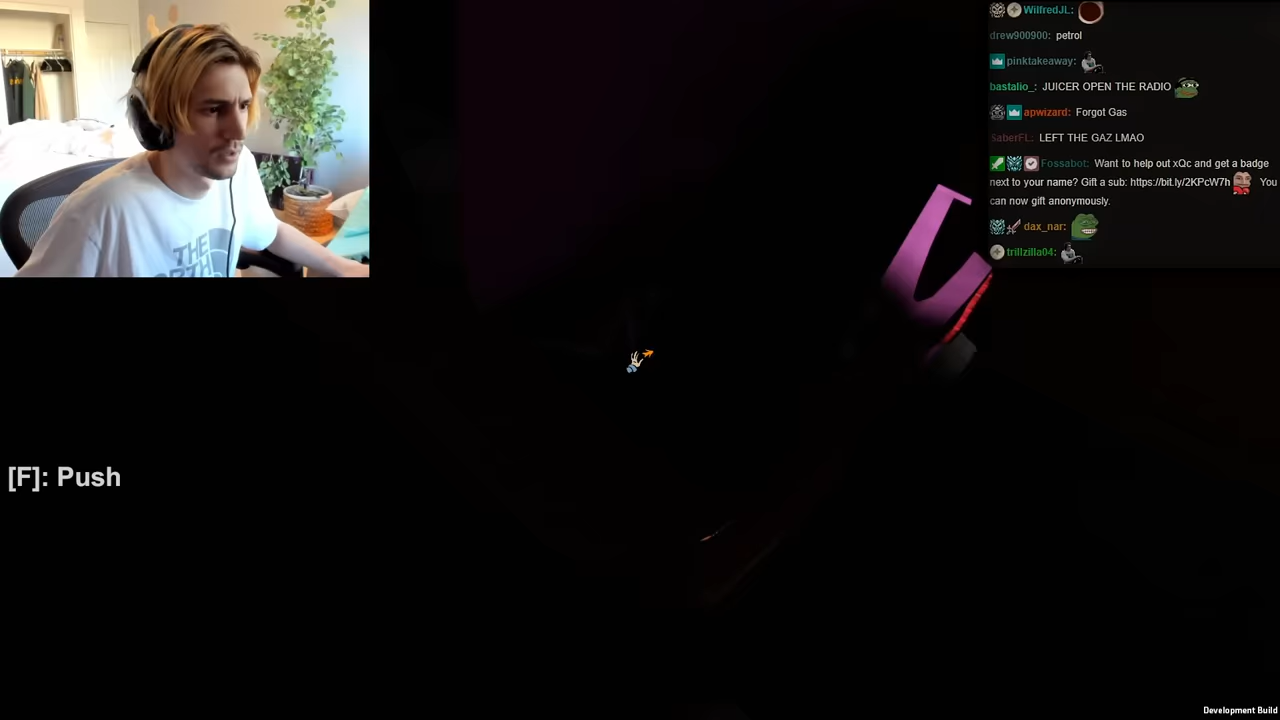 WilfredJL:
drew900900: petrol
pinktakeaway:
bastalio_: JUICER OPEN THE RADIO
apwizard: Forgot Gas
SaberFL: LEFT THE GAZ LMAO
Fossabot: Want to help out xQc and get a badge
next to your name? Gift a sub: https://bit.ly/2KPcW7h You
can now gift anonymously.
dax_nar:
trillzilla04:
THE
[F]: Push
Development Build